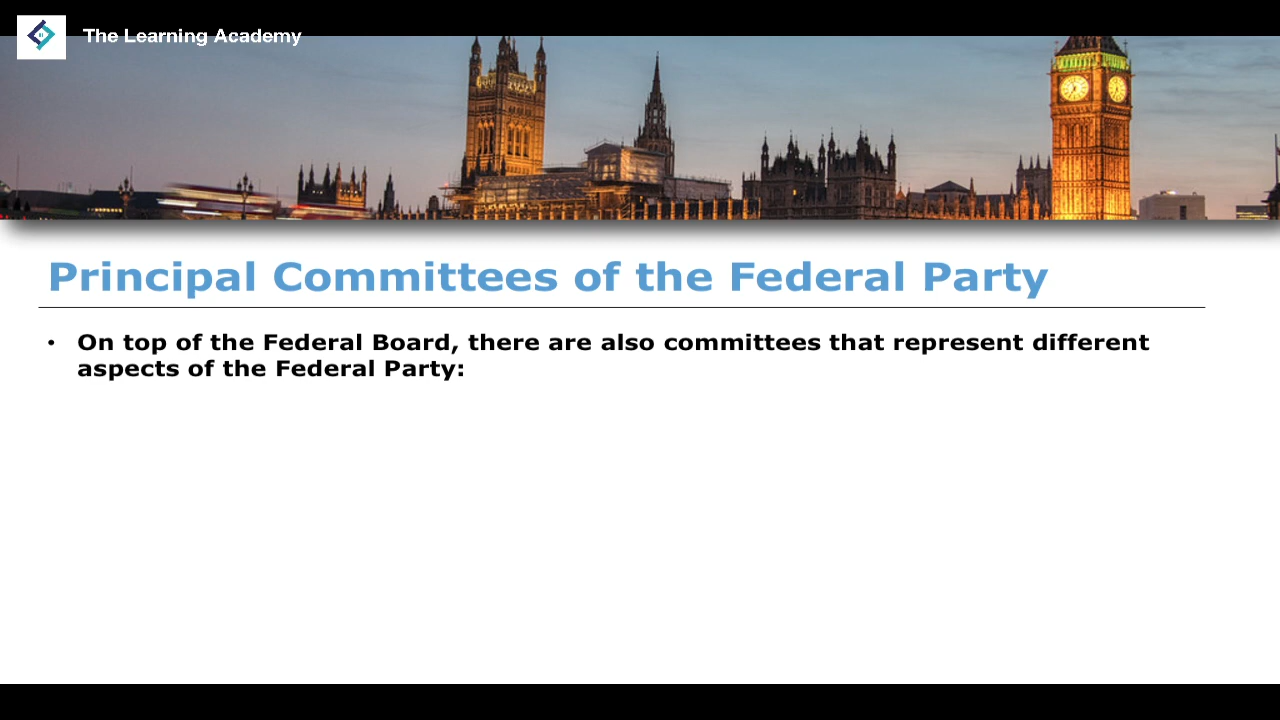 The Learning Academy
Principal Committees of the Federal Party
• On top of the Federal Board, there are also committees that represent different
aspects of the Federal Party: